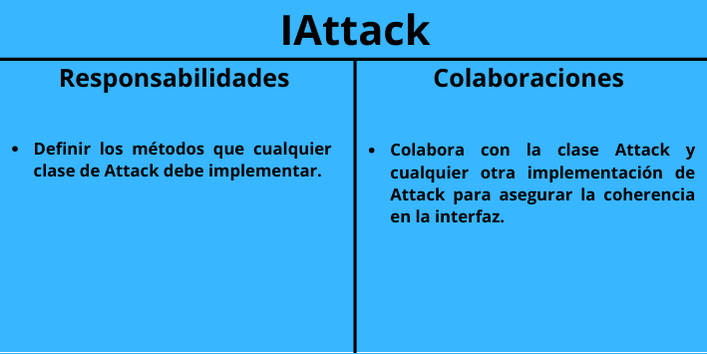 IAttack
Responsabilidades
Definir los métodos que cualquier
clase de Attack debe implementar.
Colaboraciones
Colabora con la clase Attack y
cualquier otra implementación de
Attack para asegurar la coherencia
en la interfaz.